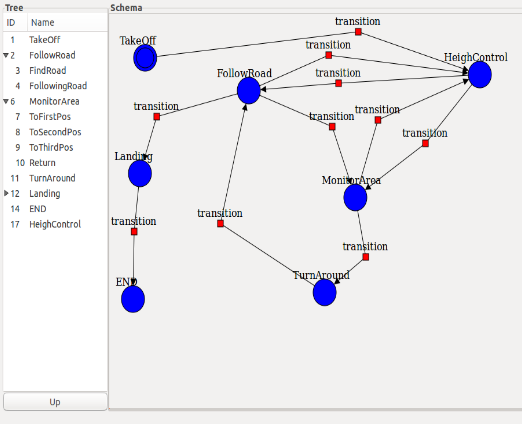 Tree
ID Name
1 TakeOff
2 FollowRoad
3 FindRoad
4 FollowingRoad
6 MonitorArea
7 ToFirstPos
8 ToSecondPos
9 ToThirdPos
10 Return
11 TurnAround
12 Landing
14 END
17 HeighControl
Up
Schema
transition
TakeOff
transition
HeighControl
FollowRoad
transition
transition
transition
transition
transition
Landing
MonitorArea
transition
transition
transition
TurnAround
END